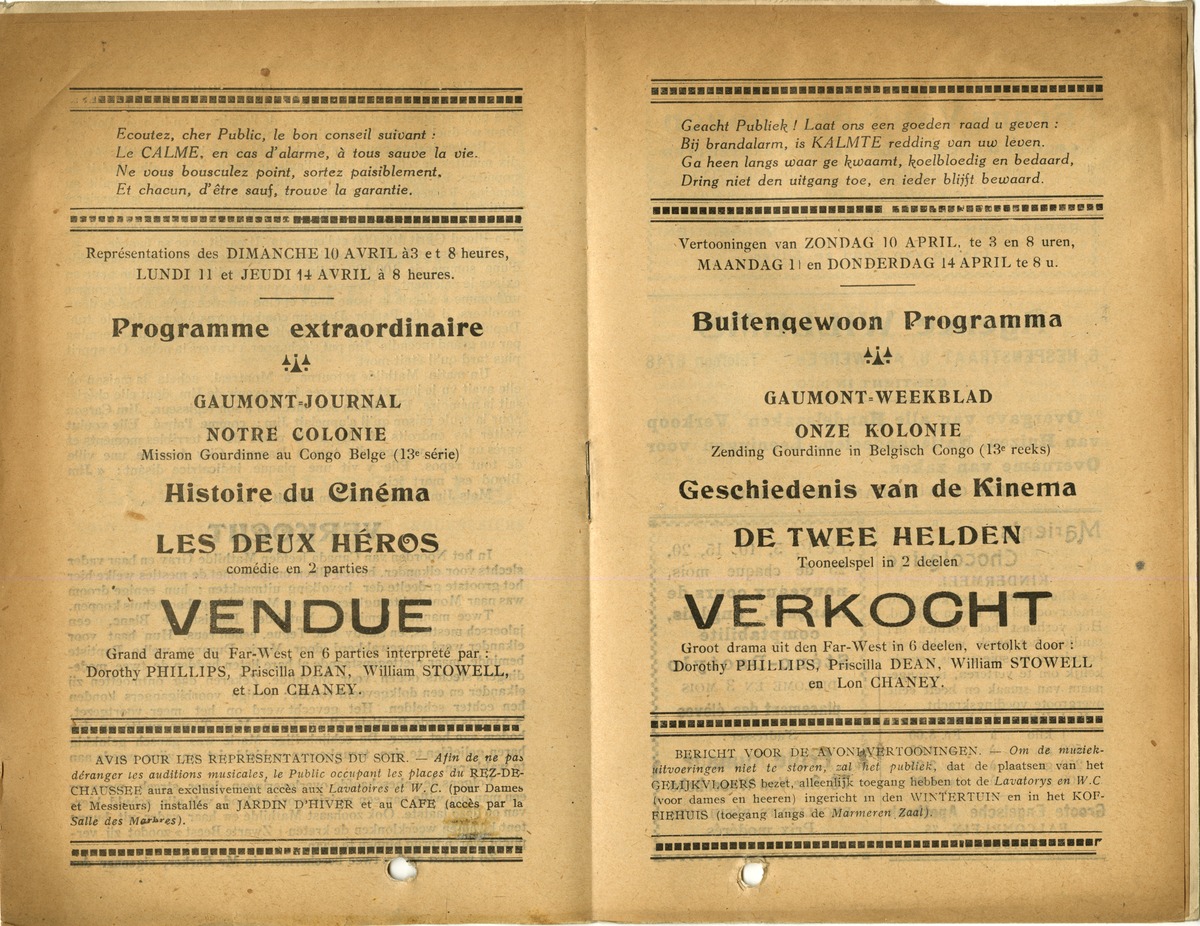 Ecoutez, cher Public, le bon conseil suivant :
Le CALME, en cas d'alarme, à tous sauve la vie.
Ne vous bousculez point, sortez paisiblement.
Et chacun, d'être sauf, trouve la garantie.
Représentations des DIMANCHE 10 AVRIL à 3 et 8 heures,
LUNDI 11 et JEUDI 14 AVRIL à 8 heures.
Programme extraordinaire
GAUMONT-JOURNAL
NOTRE COLONIE
Mission Gourdinne au Congo Belge (13e série)
Histoire du Cinéma
LES DEUX HÉROS
comédie en 2 parties
VENDUE
Grand drame du Far-West en 6 parties interpreté par :
Dorothy PHILLIPS, Priscilla DEAN, William STOWELL,
et Lon CHANEY.
AVIS POUR LES REPRÉSENTATIONS DU SOIR. — Afin de ne pas
déranger les auditions musicales, le Public occupant les places du REZ-DE-
CHAUSSEE aura exclusivement accès aux Lavatoires et W. C. (pour Dames
et Messieurs) installés au JARDIN D'HIVER et au CAFE (accès par la
Salle des Marbres).
Geacht Publiek ! Laat ons een goeden raad u geven :
Bij brandalarm, is KALMTE redding van uw leven.
Ga heen langs waar ge kwaamt, koelbloedig en bedaard,
Dring niet den uitgang toe, en ieder blijft bewaard.
Vertooningen van ZONDAG 10 APRIL, te 3 en 8 uren,
MAANDAG 11 en DONDERDAG 14 APRIL te 8 u.
Buitengewoon Programma
GAUMONT-WEEKBLAD
ONZE KOLONIE
Zending Gourdinne in Belgisch Congo (13e reeks)
Geschiedenis van de Kinema
DE TWEE HELDEN
Tooneelspel in 2 deelen
VERKOCHT
Groot drama uit den Far-West in 6 deelen, vertolkt door :
Dorothy PHILLIPS, Priscilla DEAN, William STOWELL
en Lon CHANEY.
BERICHT VOOR DE AVONDVERTOONINGEN. — Om de muziek-
uitvoeringen niet te storen, zal het publiek, dat de plaatsen van het
GELIJKVLOERS bezet, alleenlijk toegang hebben tot de Lavatorys en W.C
(voor dames en heeren) ingericht in den WINTERTUIN en in het KOF-
FIEHUIS (toegang langs de Marmeren Zaal).